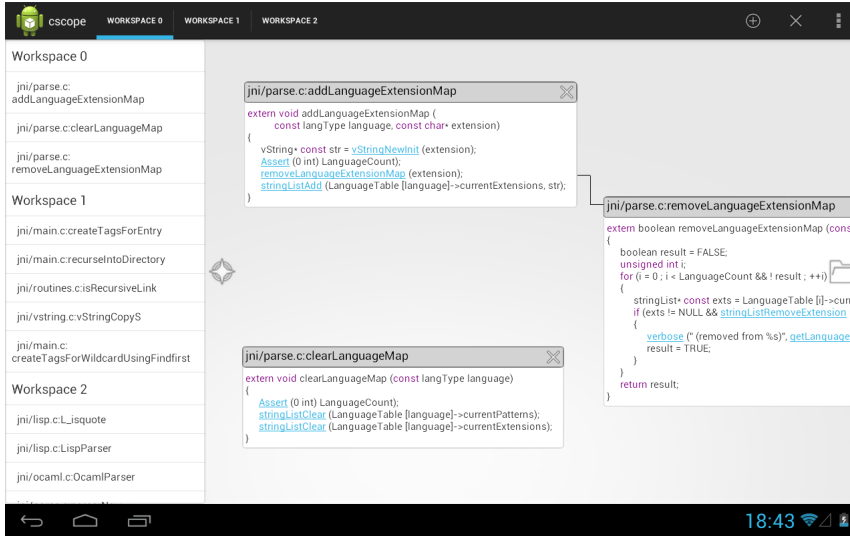 cscope
WORKSPACE 0
WORKSPACE 1
WORKSPACE 2
Workspace 0
jni/parse.c:
addLanguageExtensionMap
jni/parse.c:clearLanguageMap
jni/parse.c:
removeLanguageExtensionMap
Workspace 1
jni/main.c:createTagsForEntry
jni/main.c:recurseIntoDirectory
jni/routines.c:isRecursiveLink
jni/vstring.c:vStringCopyS
jni/main.c:
createTagsForWildcardUsingFindfirst
Workspace 2
jni/lisp.c:L_isquote
jni/lisp.c:LispParser
jni/ocaml.c:OcamlParser
jni/parse.c:addLanguageExtensionMap
extern void addLanguageExtensionMap (
const langType language, const char* extension)
{
vString* const str = vStringNewInit (extension);
Assert (0 int) LanguageCount);
removeLanguageExtensionMap (extension);
stringListAdd (LanguageTable [language]->currentExtensions, str);
}
jni/parse.c:removeLanguageExtensionMap
extern boolean removeLanguageExtensionMap (cons
{
boolean result = FALSE;
unsigned int i;
for (i = 0 ; i < LanguageCount && ! result ; ++i)
{
stringList* const exts = LanguageTable [i]->curr
if (exts != NULL && stringListRemoveExtension
{
verbose (" (removed from %s)", getLanguage
result = TRUE;
}
}
return result;
}
jni/parse.c:clearLanguageMap
extern void clearLanguageMap (const langType language)
{
Assert (0 int) LanguageCount);
stringListClear (LanguageTable [language]->currentPatterns);
stringListClear (LanguageTable [language]->currentExtensions);
}
18:43